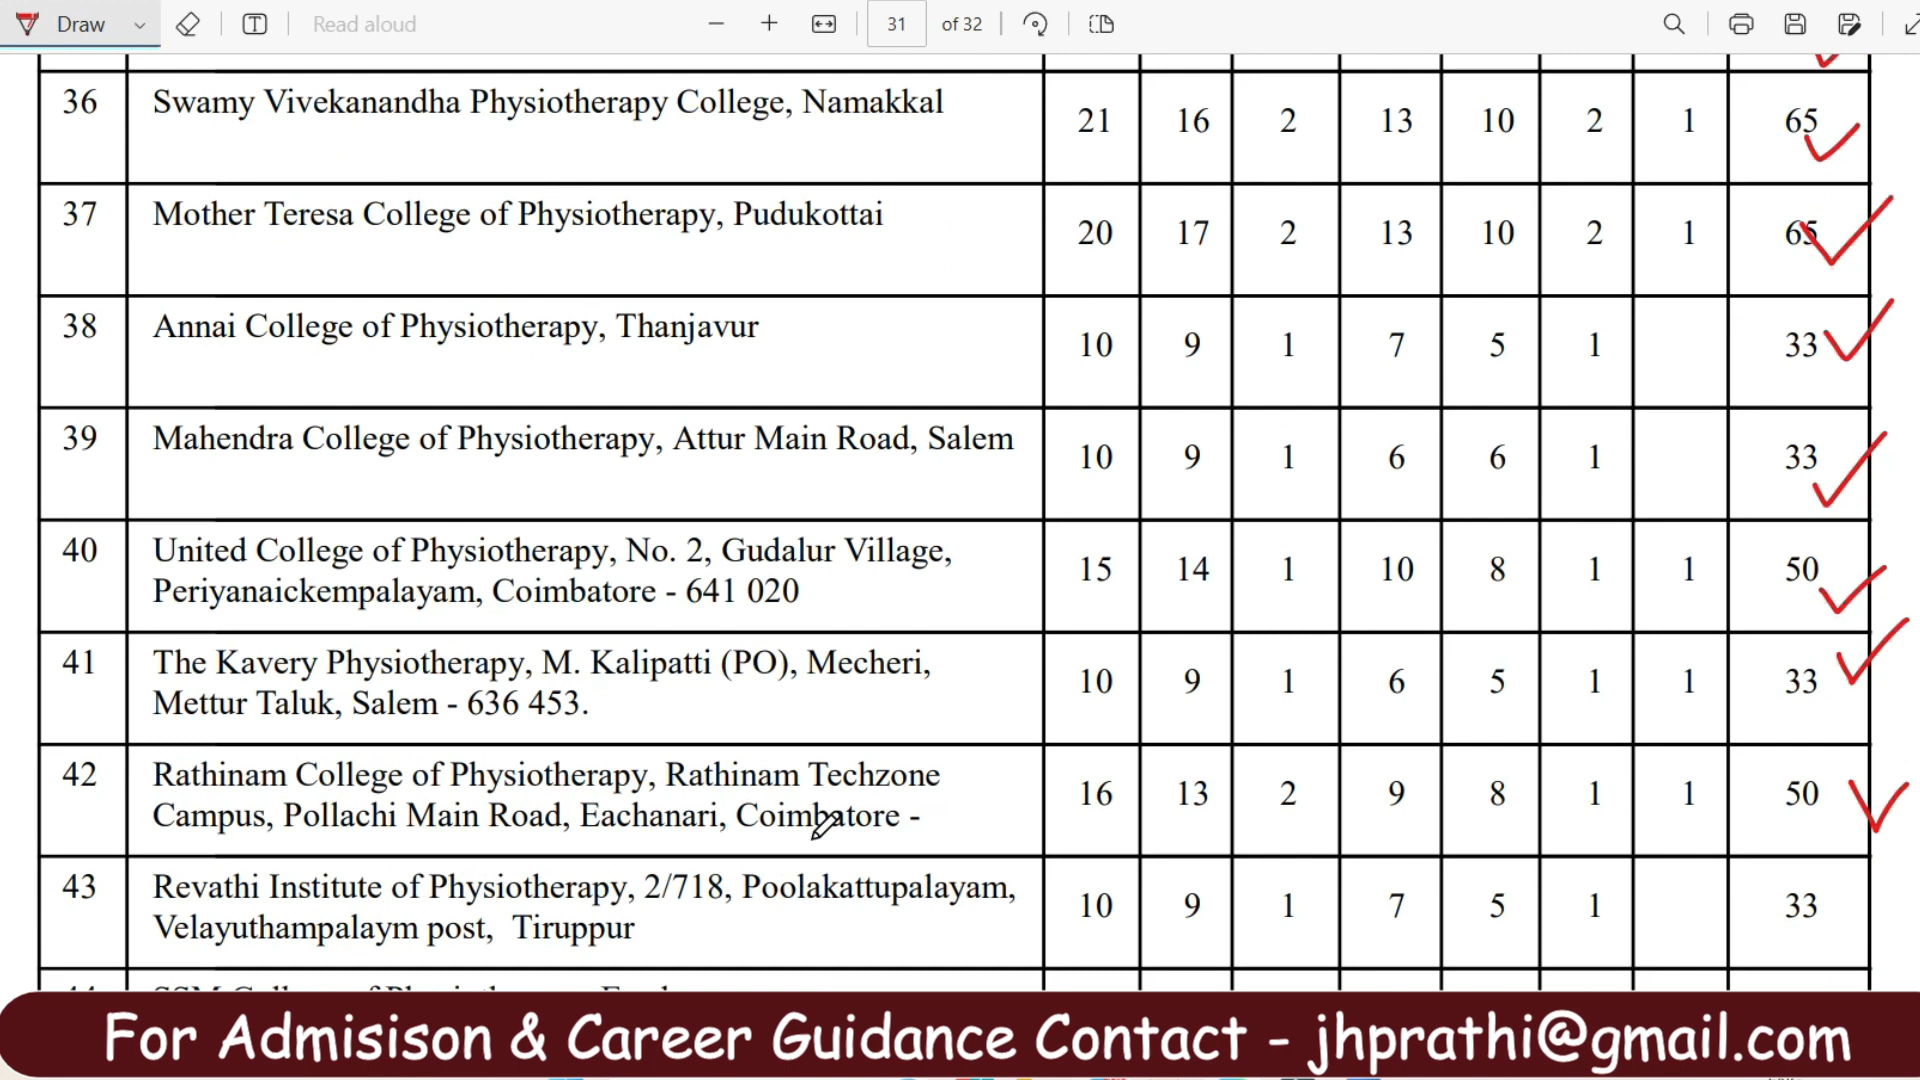 Draw
Read aloud
31 of 32
36 Swamy Vivekanandha Physiotherapy College, Namakkal 21 16 2 13 10 2 1 65
37 Mother Teresa College of Physiotherapy, Pudukottai 20 17 2 13 10 2 1 65
38 Annai College of Physiotherapy, Thanjavur 10 9 1 7 5 1 33
39 Mahendra College of Physiotherapy, Attur Main Road, Salem 10 9 1 6 6 1 33
40 United College of Physiotherapy, No. 2, Gudalur Village, 15 14 1 10 8 1 1 50
Periyanaickempalayam, Coimbatore - 641 020
41 The Kavery Physiotherapy, M. Kalipatti (PO), Mecheri, 10 9 1 6 5 1 1 33
Mettur Taluk, Salem - 636 453.
42 Rathinam College of Physiotherapy, Rathinam Techzone 16 13 2 9 8 1 1 50
Campus, Pollachi Main Road, Eachanari, Coimbatore -
43 Revathi Institute of Physiotherapy, 2/718, Poolakattupalayam, 10 9 1 7 5 1 33
Velayuthampalaym post, Tiruppur
For Admisison & Career Guidance Contact - jhprathi@gmail.com